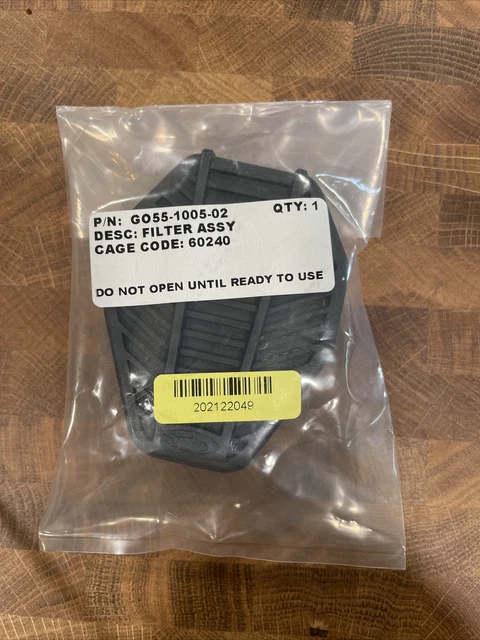 P/N: GO55-1005-02 QTY: 1
DESC: FILTER ASSY
CAGE CODE: 60240
DO NOT OPEN UNTIL READY TO USE
202122049